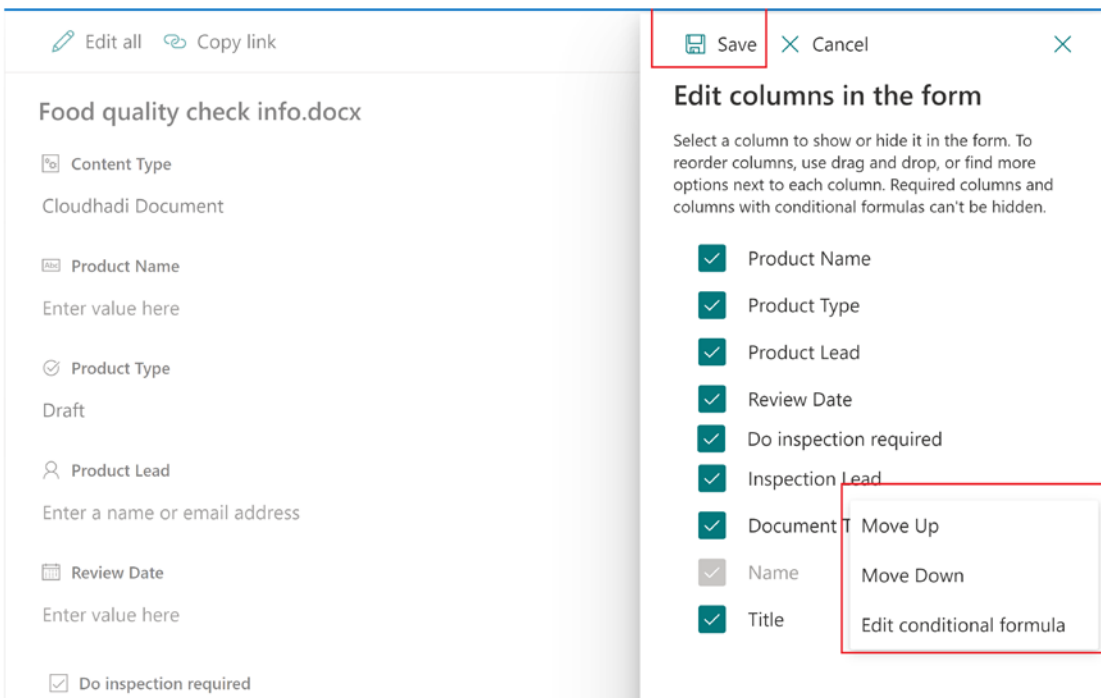 Edit all
Copy link
Food quality check info.docx
Content Type
Cloudhadi Document
Abc
Product Name
Enter value here
Product Type
Draft
Product Lead
Enter a name or email address
Review Date
Enter value here
Do inspection required
Save
Cancel
Edit columns in the form
Select a column to show or hide it in the form. To
reorder columns, use drag and drop, or find more
options next to each column. Required columns and
columns with conditional formulas can't be hidden.
Product Name
Product Type
Product Lead
Review Date
Do inspection required
Inspection Lead
Document T
Name
Title
Move Up
Move Down
Edit conditional formula